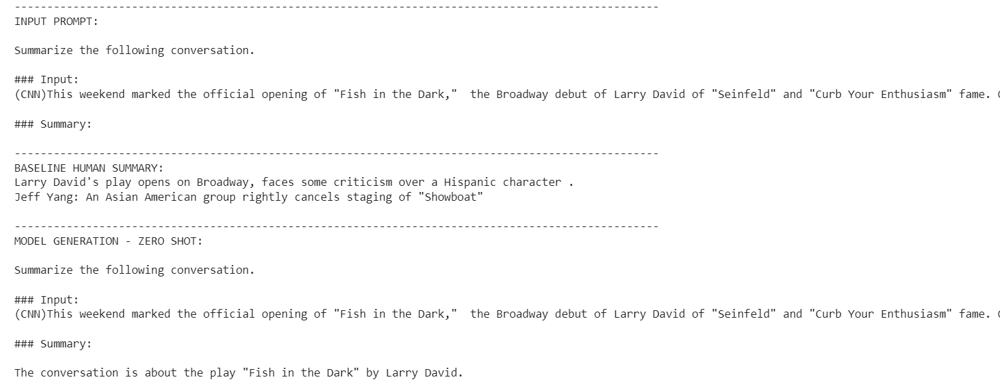 ---------------------------------------------------------------------------------------------------
INPUT PROMPT:
Summarize the following conversation.
### Input:
(CNN)This weekend marked the official opening of "Fish in the Dark,"  the Broadway debut of Larry David of "Seinfeld" and "Curb Your Enthusiasm" fame.
### Summary:
---------------------------------------------------------------------------------------------------
BASELINE HUMAN SUMMARY:
Larry David's play opens on Broadway, faces some criticism over a Hispanic character .
Jeff Yang: An Asian American group rightly cancels staging of "Showboat"
---------------------------------------------------------------------------------------------------
MODEL GENERATION - ZERO SHOT:
Summarize the following conversation.
### Input:
(CNN)This weekend marked the official opening of "Fish in the Dark,"  the Broadway debut of Larry David of "Seinfeld" and "Curb Your Enthusiasm" fame.
### Summary:
The conversation is about the play "Fish in the Dark" by Larry David.